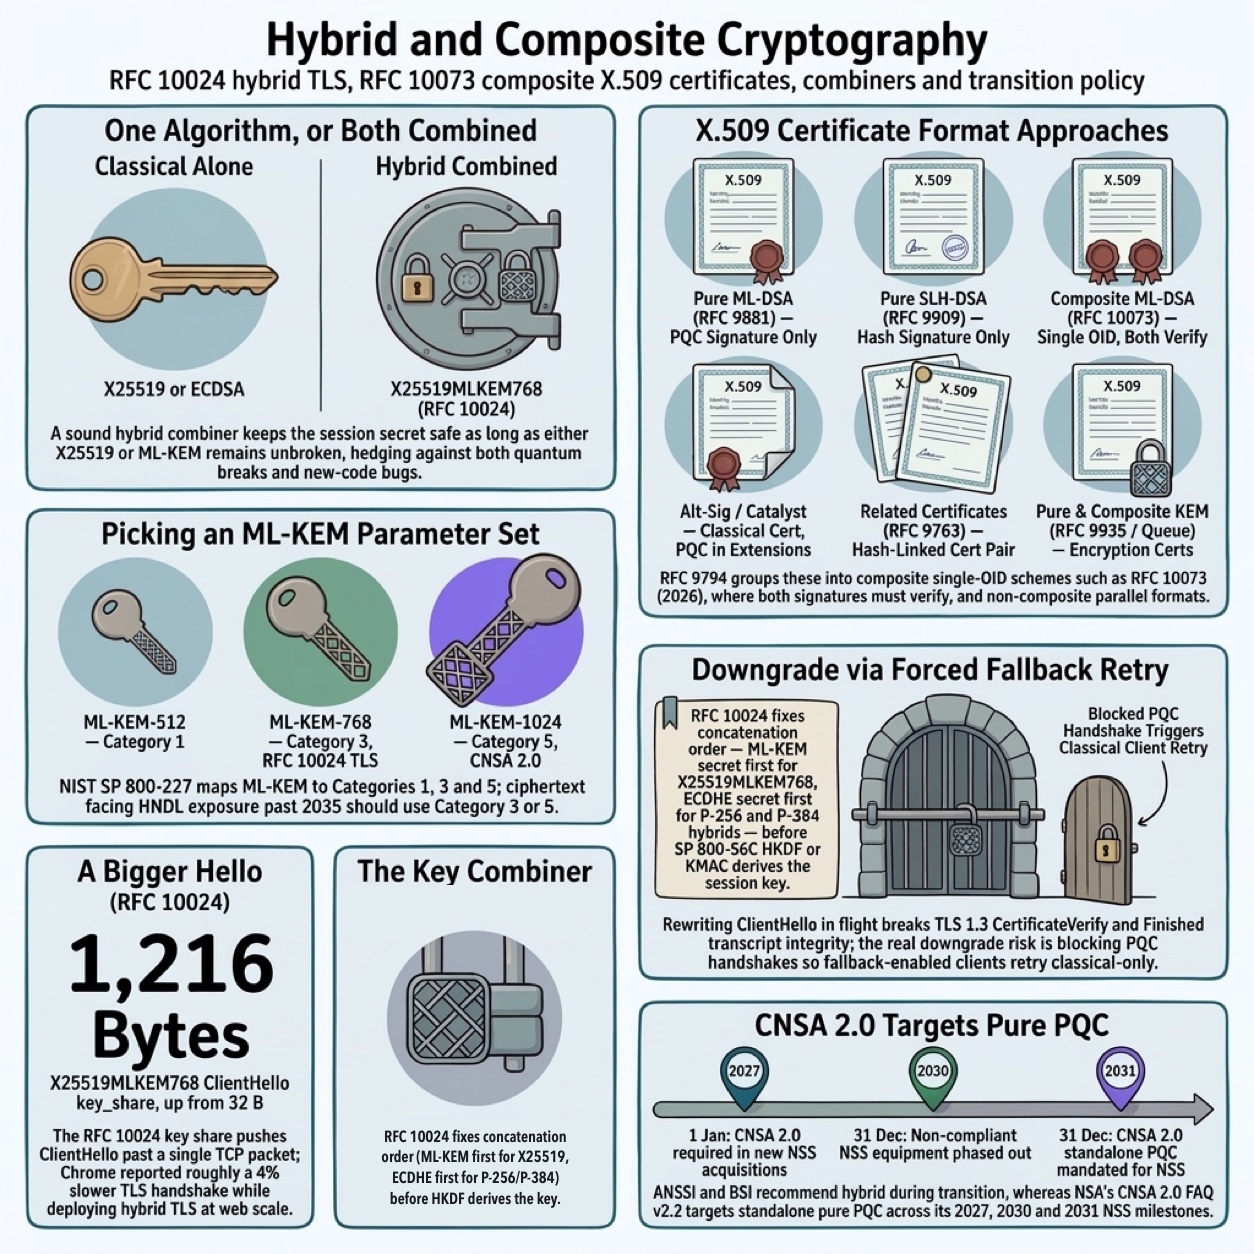 Hybrid and Composite Cryptography
RFC 10024 hybrid TLS, RFC 10073 composite X.509 certificates, combiners and transition policy
One Algorithm, or Both Combined
Classical Alone
Hybrid Combined
X25519 or ECDSA
X25519MLKEM768
(RFC 10024)
A sound hybrid combiner keeps the session secret safe as long as either
X25519 or ML-KEM remains unbroken, hedging against both quantum
breaks and new-code bugs.
Picking an ML-KEM Parameter Set
ML-KEM-512
— Category 1
ML-KEM-768
— Category 3,
RFC 10024 TLS
ML-KEM-1024
— Category 5,
CNSA 2.0
NIST SP 800-227 maps ML-KEM to Categories 1, 3 and 5; ciphertext
facing HNDL exposure past 2035 should use Category 3 or 5.
A Bigger Hello
(RFC 10024)
1,216
Bytes
X25519MLKEM768 ClientHello
key_share, up from 32 B
The RFC 10024 key share pushes
ClientHello past a single TCP packet;
Chrome reported roughly a 4%
slower TLS handshake while
deploying hybrid TLS at web scale.
The Key Combiner
RFC 10024 fixes concatenation
order (ML-KEM first for X25519,
ECDHE first for P-256/P-384)
before HKDF derives the key.
X.509 Certificate Format Approaches
X.509
X.509
X.509
Pure ML-DSA
(RFC 9881) —
PQC Signature Only
Pure SLH-DSA
(RFC 9909) —
Hash Signature Only
Composite ML-DSA
(RFC 10073) —
Single OID, Both Verify
X.509
X.
X.509
X.509
Alt-Sig / Catalyst
— Classical Cert,
PQC in Extensions
Related Certificates
(RFC 9763) —
Hash-Linked Cert Pair
Pure & Composite KEM
(RFC 9935 / Queue)
— Encryption Certs
RFC 9794 groups these into composite single-OID schemes such as RFC 10073
(2026), where both signatures must verify, and non-composite parallel formats.
Downgrade via Forced Fallback Retry
RFC 10024 fixes
concatenation
order — ML-KEM
secret first for
X25519MLKEM768,
ECDHE secret first
for P-256 and P-384
hybrids — before
SP 800-56C HKDF or
KMAC derives the
session key.
Blocked PQC
Handshake Triggers
Classical Client Retry
Rewriting ClientHello in flight breaks TLS 1.3 CertificateVerify and Finished
transcript integrity; the real downgrade risk is blocking PQC
handshakes so fallback-enabled clients retry classical-only.
CNSA 2.0 Targets Pure PQC
2027
2030
2031
1 Jan: CNSA 2.0
required in new NSS
acquisitions
31 Dec: Non-compliant
NSS equipment phased out
31 Dec: CNSA 2.0
standalone PQC
mandated for NSS
ANSSI and BSI recommend hybrid during transition, whereas NSA's CNSA 2.0 FAQ
v2.2 targets standalone pure PQC across its 2027, 2030 and 2031 NSS milestones.